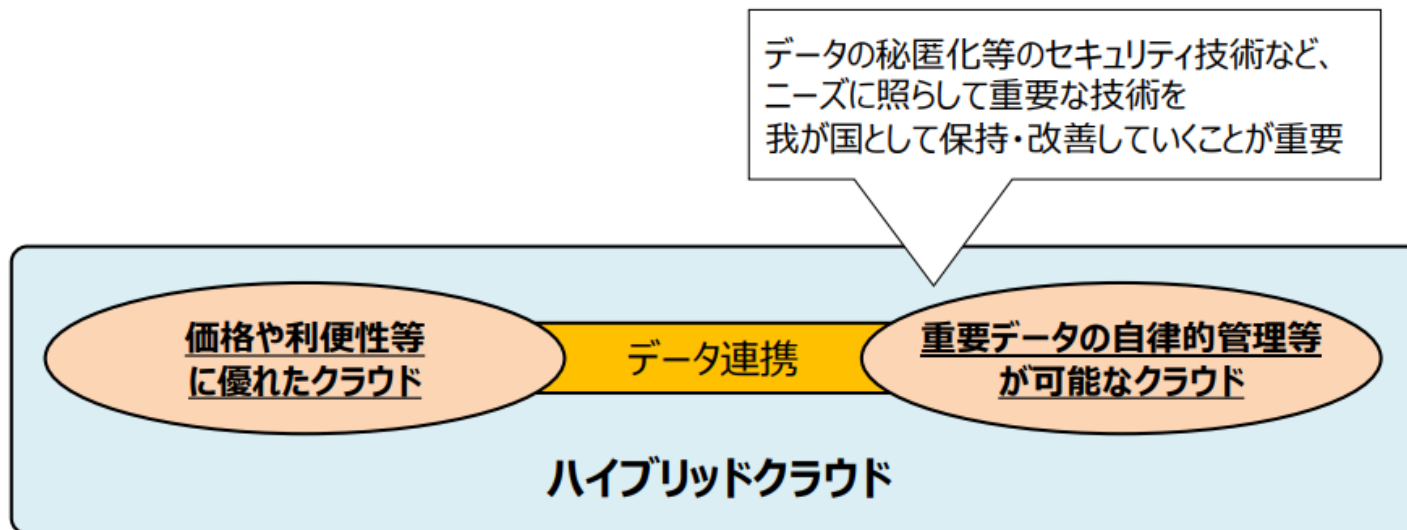 データの秘匿化等のセキュリティ技術など、
ニーズに照らして重要な技術を
我が国として保持・改善していくことが重要
価格や利便性等
に優れたクラウド
データ連携
重要データの自律的管理等
が可能なクラウド
ハイブリッドクラウド